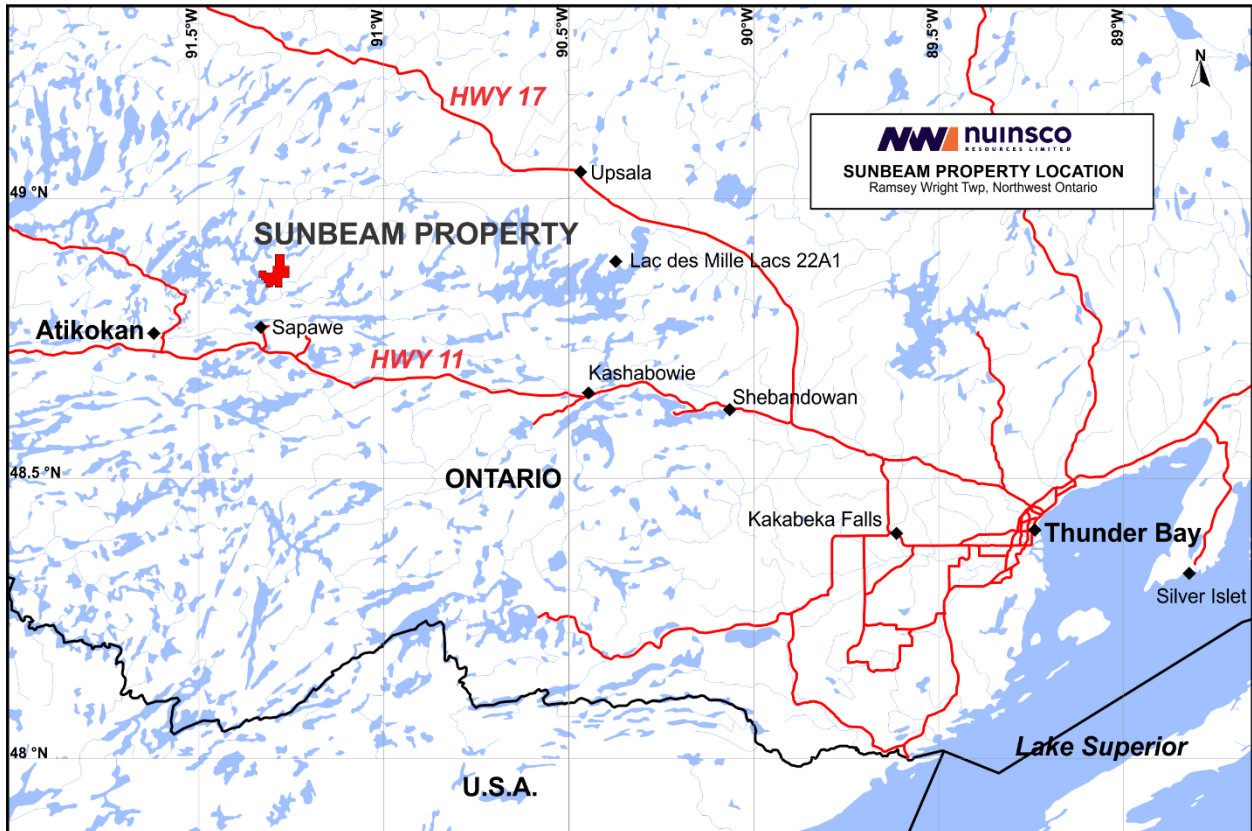 91.5°W
91°W
90.5°W
90°W
89.5°W
89°W
N
HWY 17
nuinsco
RESOURCES LIMITED
SUNBEAM PROPERTY LOCATION
Ramsey Wright Twp, Northwest Ontario
Upsala
49 °N
SUNBEAM PROPERTY
Lac des Mille Lacs 22A1
Atikokan
Sapawe
HWY 11
Kashabowie
Shebandowan
48.5 °N
ONTARIO
Kakabeka Falls
Thunder Bay
Silver Islet
48 °N
Lake Superior
U.S.A.